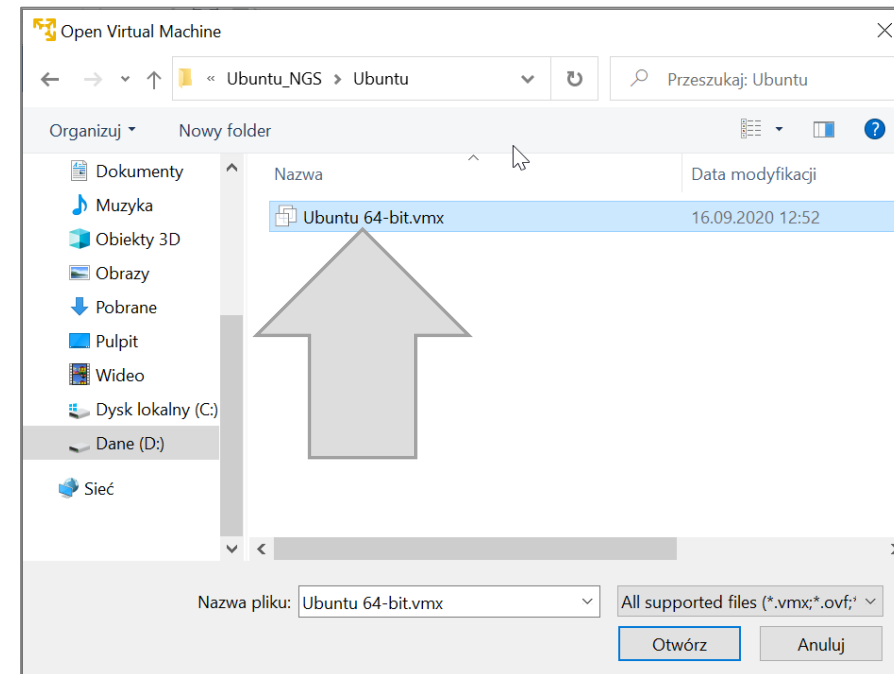 Open Virtual Machine
« Ubuntu_NGS > Ubuntu
Przeszukaj: Ubuntu
Organizuj
Nowy folder
?
Nazwa
Data modyfikacji
Ubuntu 64-bit.vmx
16.09.2020 12:52
Dokumenty
Muzyka
Obiekty 3D
Obrazy
Pobrane
Pulpit
Wideo
Dysk lokalny (C:)
Dane (D:)
Sieć
Nazwa pliku:
Ubuntu 64-bit.vmx
All supported files (*.vmx;*.ovf;*
Otwórz
Anuluj